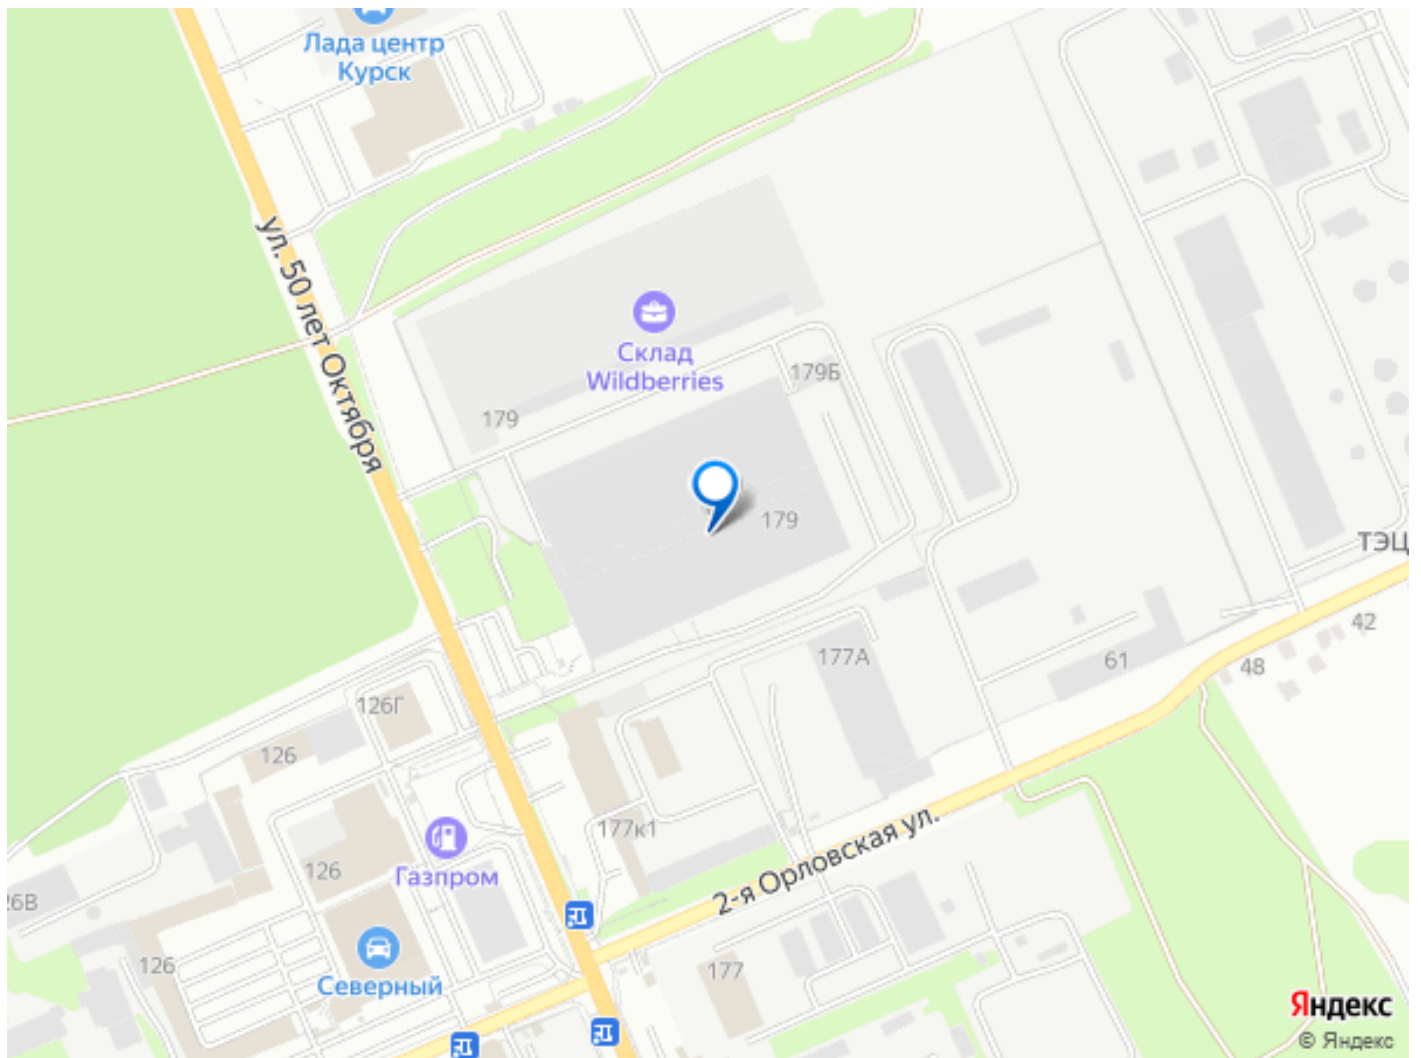 Лада центр
Курск
ул. 50 лет Октября
Склад
Wildberries
179Б
179
179
ТЭЦ
42
48
61
177А
126Г
126
177к1
2-я Орловская ул.
Газпром
126
26В
126
Северный
177
Яндекс
© Яндекс